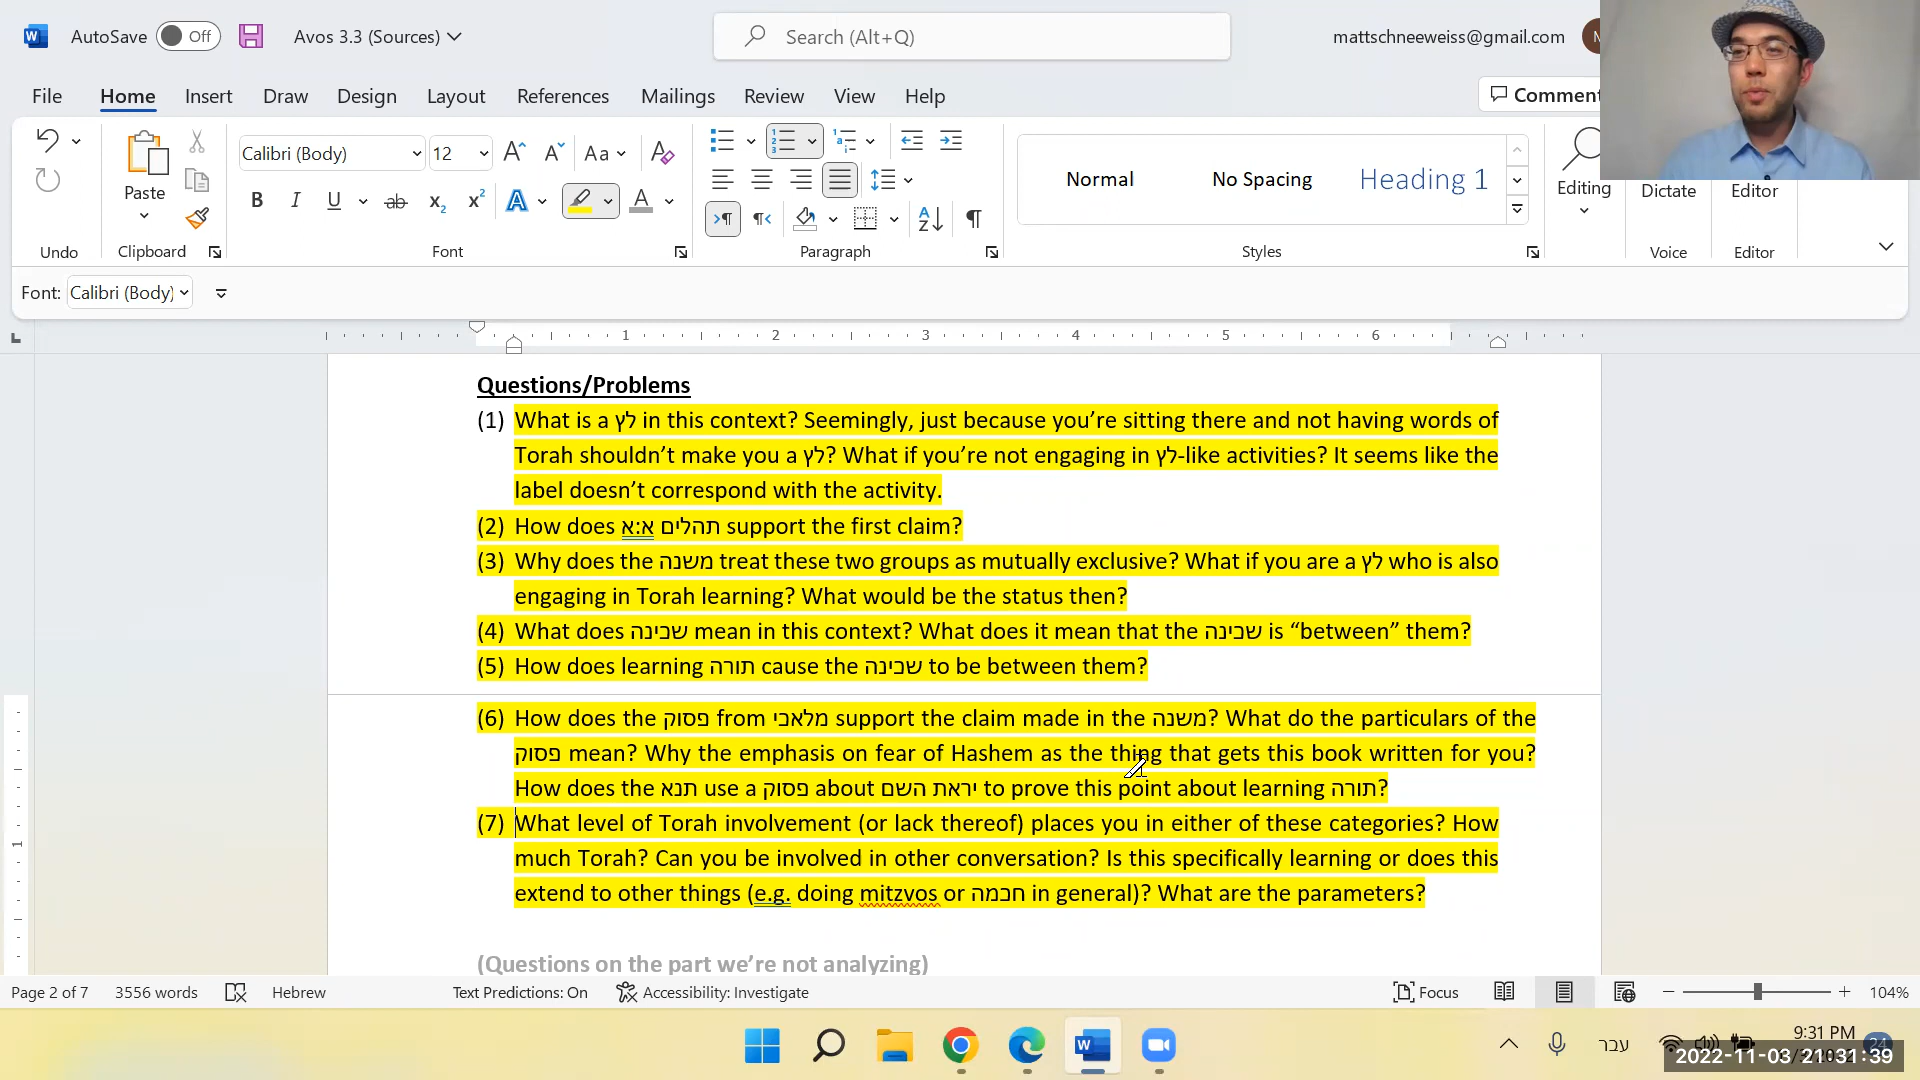 AutoSave Off Avos 3.3 (Sources) Search (Alt+Q) mattschneeweiss@gmail.com
File Home Insert Draw Design Layout References Mailings Review View Help Comment
Calibri (Body) 12 Aa
Paste
B I U ab x₂ x² A A
Normal No Spacing Heading 1
Editing Dictate Editor
Undo Clipboard Font Paragraph Styles Voice Editor
Font: Calibri (Body)
1 2 3 4 5 6
Questions/Problems
(1) What is a לץ in this context? Seemingly, just because you’re sitting there and not having words of
Torah shouldn’t make you a לץ? What if you’re not engaging in לץ-like activities? It seems like the
label doesn’t correspond with the activity.
(2) How does תהלים א:א support the first claim?
(3) Why does the משנה treat these two groups as mutually exclusive? What if you are a לץ who is also
engaging in Torah learning? What would be the status then?
(4) What does שכינה mean in this context? What does it mean that the שכינה is “between” them?
(5) How does learning תורה cause the שכינה to be between them?
(6) How does the פסוק from מלאכי support the claim made in the משנה? What do the particulars of the
פסוק mean? Why the emphasis on fear of Hashem as the thing that gets this book written for you?
How does the תנא use a פסוק about יראת השם to prove this point about learning תורה?
(7) What level of Torah involvement (or lack thereof) places you in either of these categories? How
much Torah? Can you be involved in other conversation? Is this specifically learning or does this
extend to other things (e.g. doing mitzvos or חכמה in general)? What are the parameters?
(Questions on the part we’re not analyzing)
Page 2 of 7 3556 words Hebrew Text Predictions: On Accessibility: Investigate Focus 104%
עבר 9:31 PM 24
2022-11-03 21:31:39